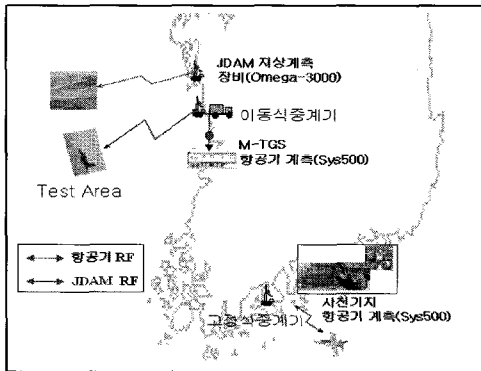 JDAM 지상계측
장비(Omega-3000)
이동식중계기
M-TGS
항공기 계측(Sys500)
Test Area
항공기 RF
JDAM RF
사천기지
고정식중계기
항공기 계측(Sys500)